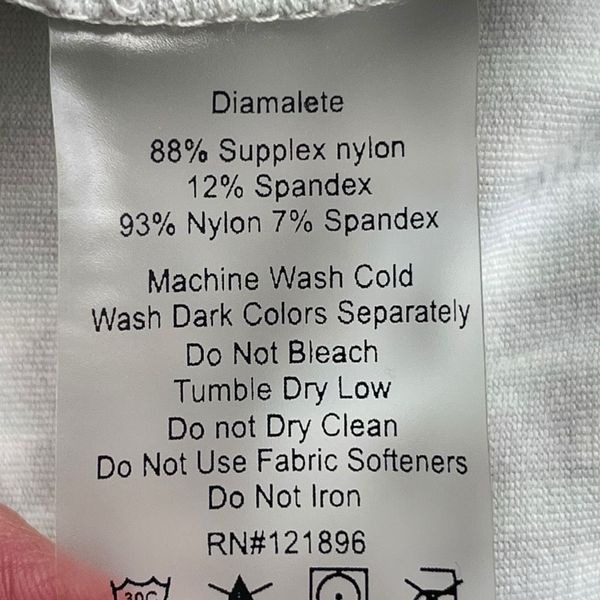 Diamalete
88% Supplex nylon
12% Spandex
93% Nylon 7% Spandex
Machine Wash Cold
Wash Dark Colors Separately
Do Not Bleach
Tumble Dry Low
Do not Dry Clean
Do Not Use Fabric Softeners
Do Not Iron
RN#121896
30C